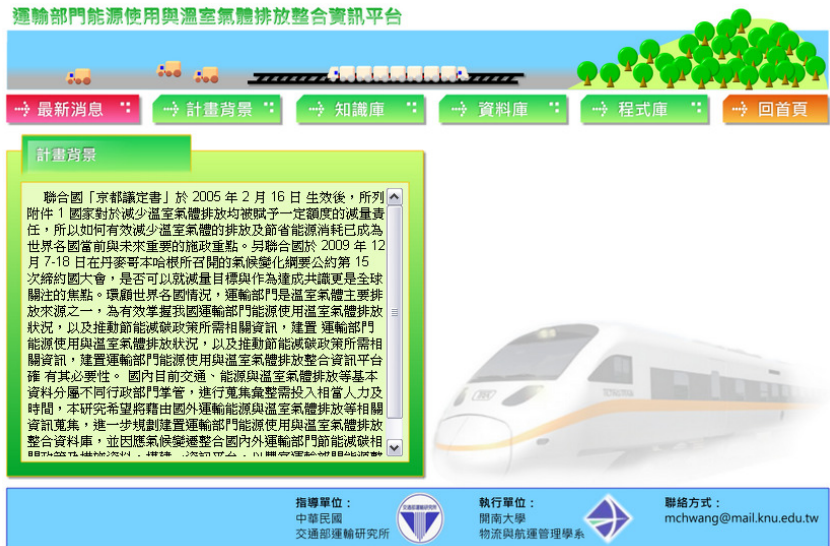 運輸部門能源使用與溫室氣體排放整合資訊平台
最新消息
計畫背景
知識庫
資料庫
程式庫
回首頁
計畫背景
聯合國「京都議定書」於 2005 年 2 月 16 日 生效後，所列
附件 1 國家對於減少溫室氣體排放均被賦予一定額度的減量責
任，所以如何有效減少溫室氣體的排放及節省能源消耗已成為
世界各國當前與未來重要的施政重點。另聯合國於 2009 年 12
月 7-18 日在丹麥哥本哈根所召開的氣候變化綱要公約第 15
次締約國大會，是否可以就減量目標與作為達成共識更是全球
關注的焦點。環顧世界各國情況，運輸部門是溫室氣體主要排
放來源之一，為有效掌握我國運輸部門能源使用溫室氣體排放
狀況，以及推動節能減碳政策所需相關資訊，建置 運輸部門
能源使用與溫室氣體排放狀況，以及推動節能減碳政策所需相
關資訊，建置運輸部門能源使用與溫室氣體排放整合資訊平台
確 有其必要性。 國內目前交通、能源與溫室氣體排放等基本
資料分屬不同行政部門掌管，進行蒐集彙整需投入相當人力及
時間，本研究希望將藉由國外運輸能源與溫室氣體排放等相關
資訊蒐集，進一步規劃建置運輸部門能源使用與溫室氣體排放
整合資料庫，並因應氣候變遷整合國內外運輸部門節能減碳相
指導單位：
中華民國
交通部運輸研究所
執行單位：
開南大學
物流與航運管理學系
聯絡方式：
mchwang@mail.knu.edu.tw